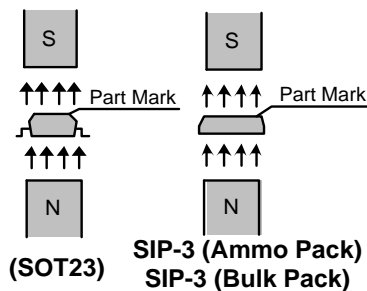 S
Part Mark
N
(SOT23)
S
Part Mark
N
SIP-3 (Ammo Pack)
SIP-3 (Bulk Pack)